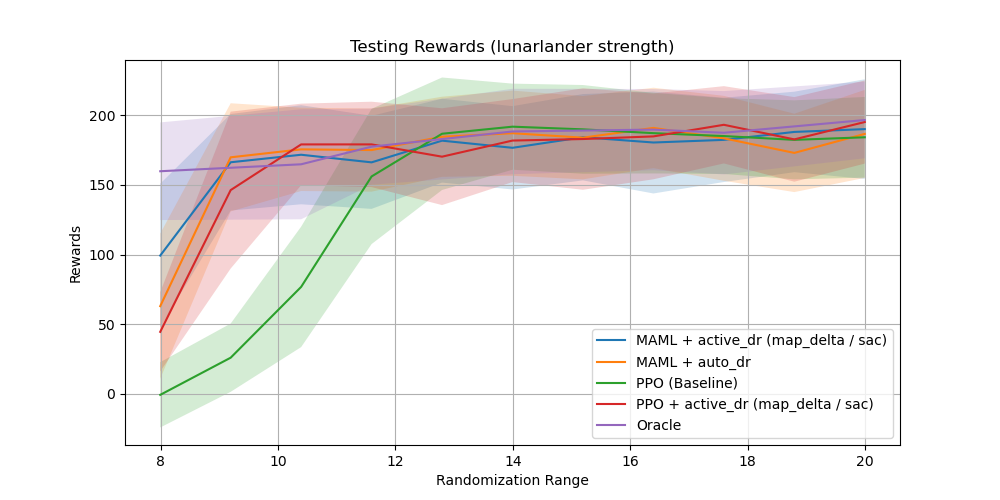 Testing Rewards (lunarlander strength)
Rewards
200
150
100
50
0
MAML + active_dr (map_delta / sac)
MAML + auto_dr
PPO (Baseline)
PPO + active_dr (map_delta / sac)
Oracle
8 10 12 14 16 18 20
Randomization Range